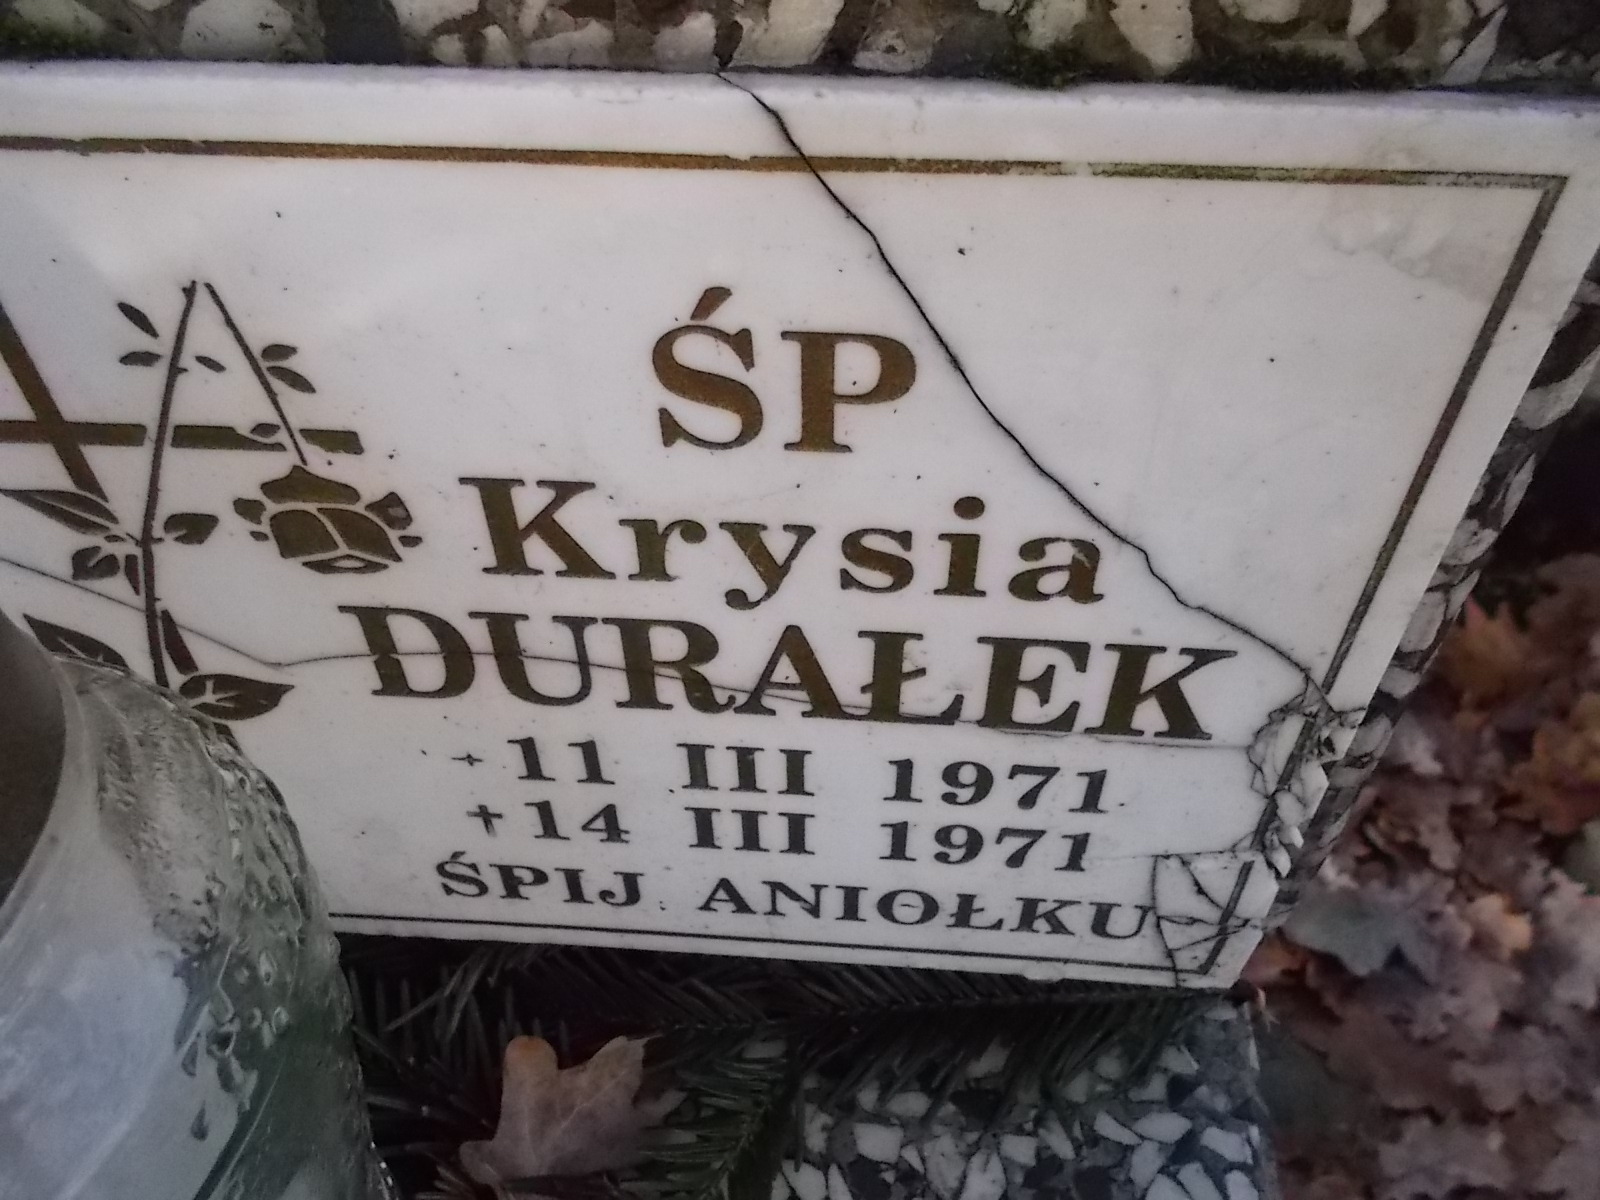 ŚP
Krysia
DURAŁEK
* 11 III 1971
† 14 III 1971
ŚPIJ ANIOŁKU